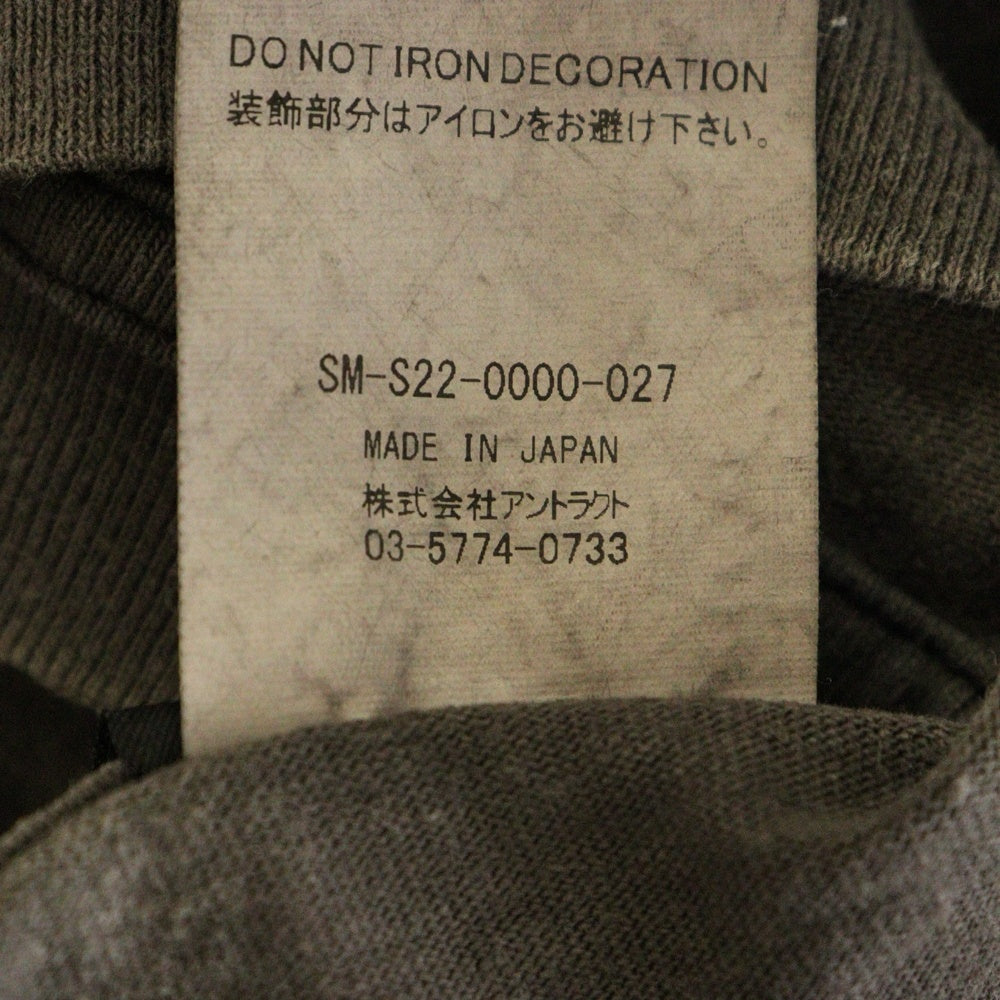 DO NOT IRON DECORATION
装飾部分はアイロンをお避け下さい。
SM-S22-0000-027
MADE IN JAPAN
株式会社アントラクト
03-5774-0733